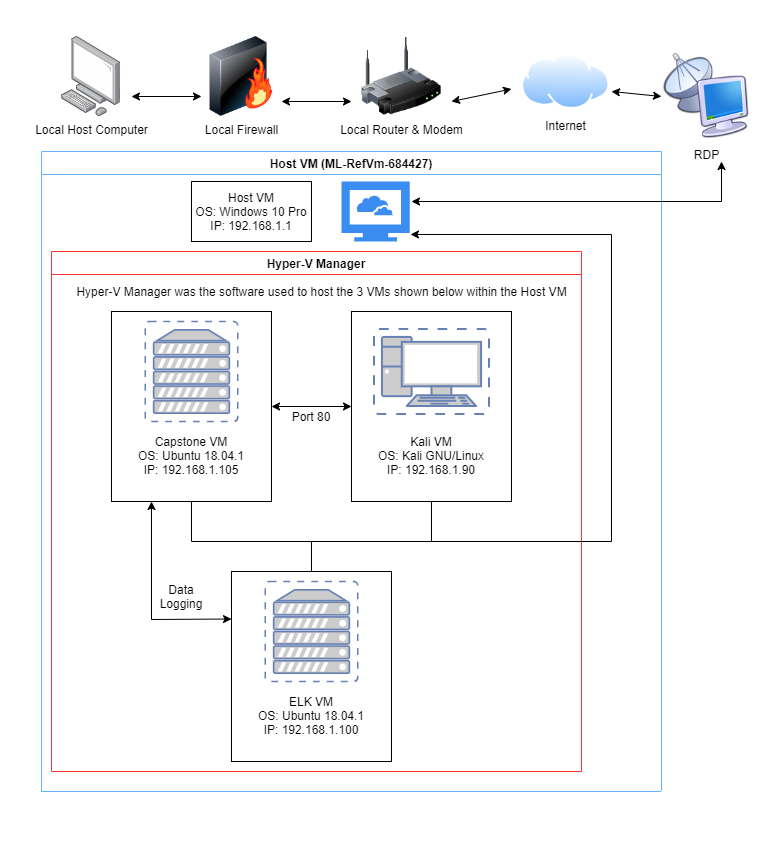 Local Host Computer
Local Firewall
Local Router & Modem
Internet
RDP
Host VM (ML-RefVm-684427)
Host VM
OS: Windows 10 Pro
IP: 192.168.1.1
Hyper-V Manager
Hyper-V Manager was the software used to host the 3 VMs shown below within the Host VM
Capstone VM
OS: Ubuntu 18.04.1
IP: 192.168.1.105
Port 80
Kali VM
OS: Kali GNU/Linux
IP: 192.168.1.90
Data
Logging
ELK VM
OS: Ubuntu 18.04.1
IP: 192.168.1.100